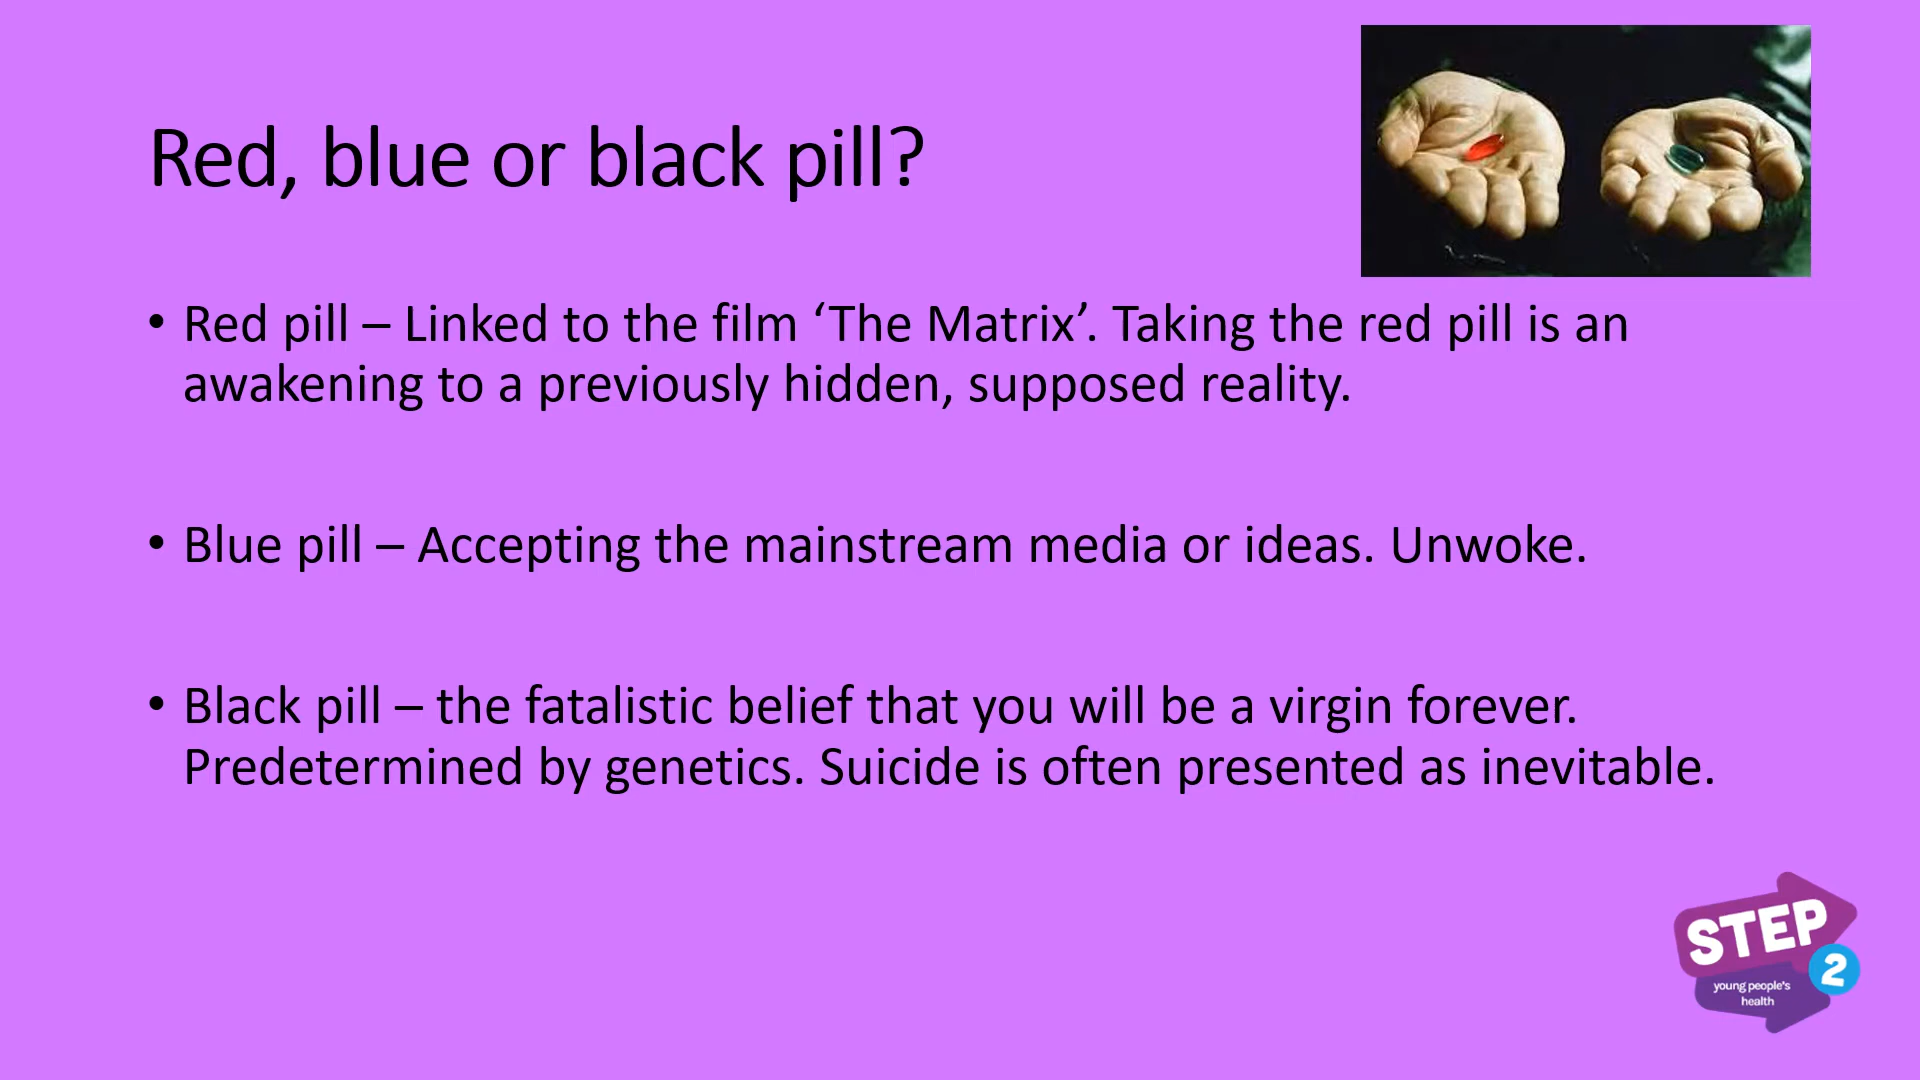 Red, blue or black pill?
• Red pill – Linked to the film ‘The Matrix’. Taking the red pill is an
awakening to a previously hidden, supposed reality.
• Blue pill – Accepting the mainstream media or ideas. Unwoke.
• Black pill – the fatalistic belief that you will be a virgin forever.
Predetermined by genetics. Suicide is often presented as inevitable.
STEP
2
young people's
health